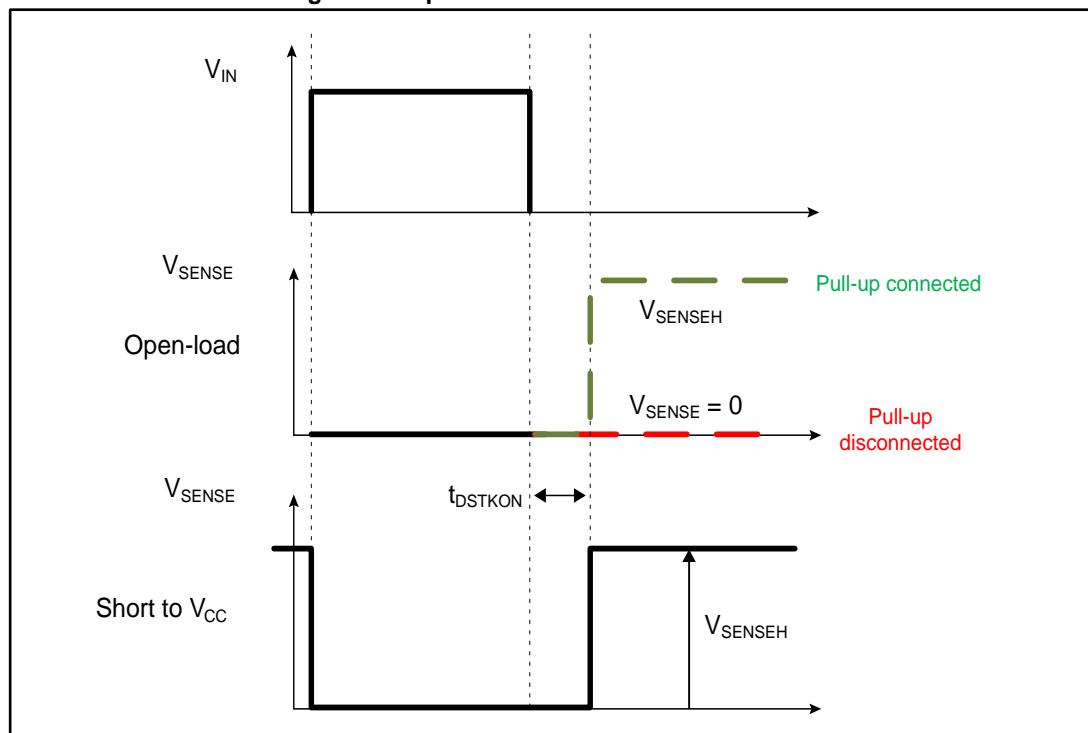 V_IN
V_SENSE
Pull-up connected
V_SENSEH
Open-load
V_SENSE = 0
Pull-up
disconnected
V_SENSE
t_DSTKON
Short to V_CC
V_SENSEH